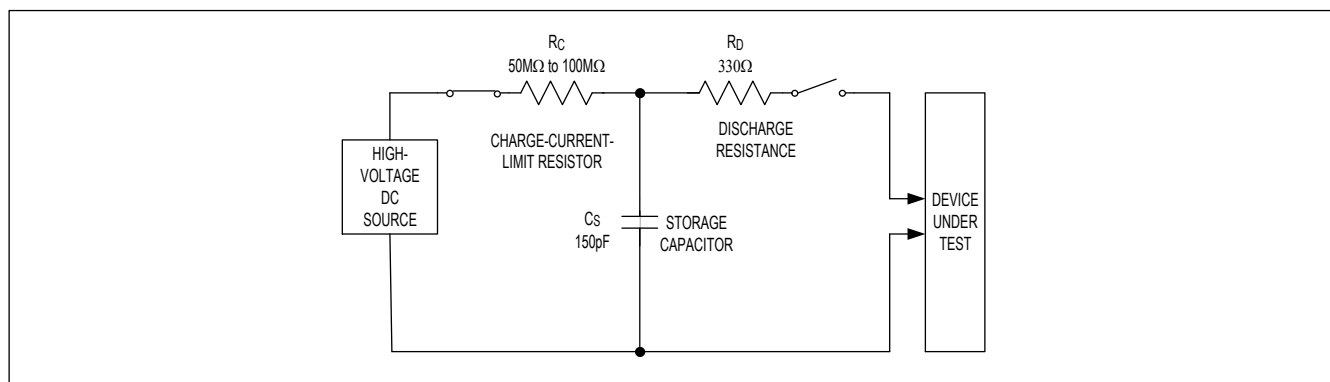 RC
50MΩ to 100MΩ
RD
330Ω
CHARGE-CURRENT-
LIMIT RESISTOR
DISCHARGE
RESISTANCE
HIGH-
VOLTAGE
DC
SOURCE
CS
150pF
STORAGE
CAPACITOR
DEVICE
UNDER
TEST